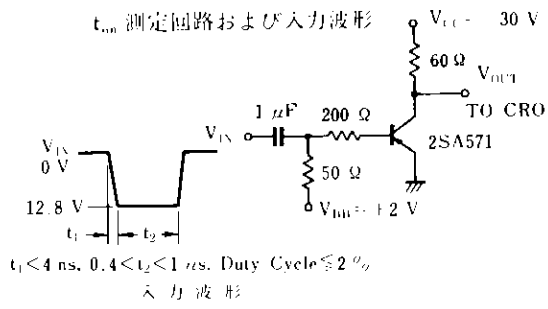 測定回路および入力波形
30 V
60 Ω
V_OUT
TO CRO
1 μF
200 Ω
V_IN
2SA571
V_IN
0 V
50 Ω
12.8 V
V_BB= +2 V
t₁
t₂
t₁<4 ns, 0.4<t₂<1 μs. Duty Cycle≦2 %
入力波形